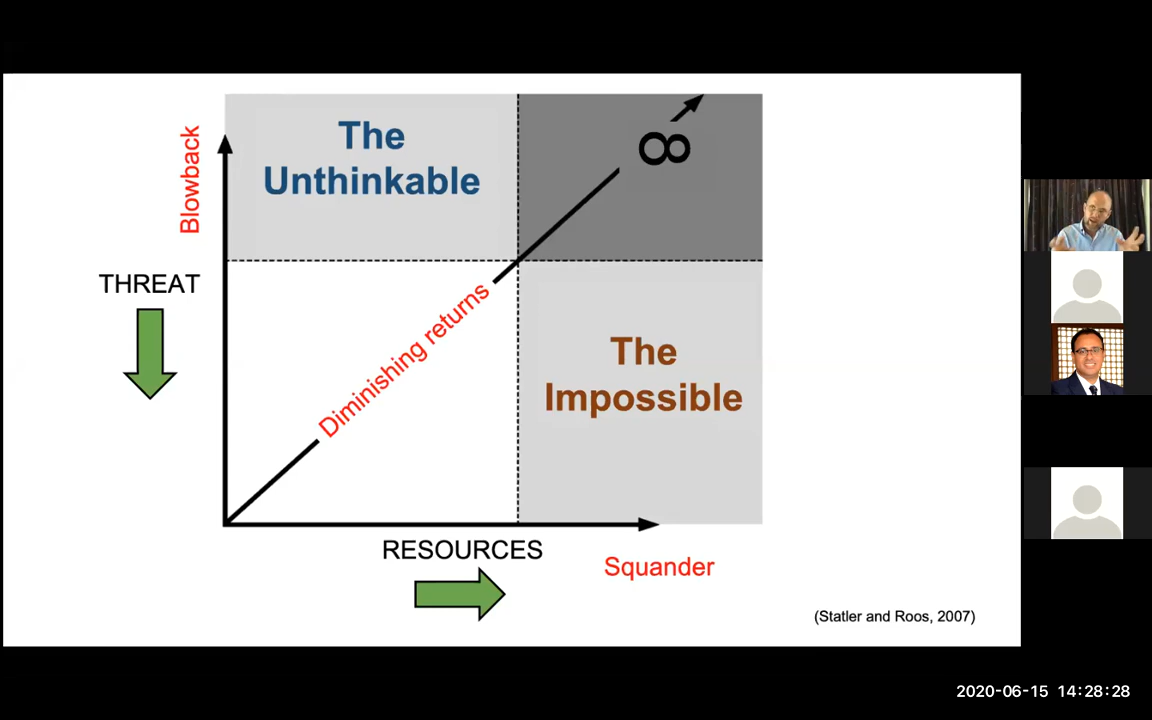 The
Unthinkable
∞
Blowback
THREAT
Diminishing returns
The
Impossible
RESOURCES
Squander
(Statler and Roos, 2007)
2020-06-15 14:28:28